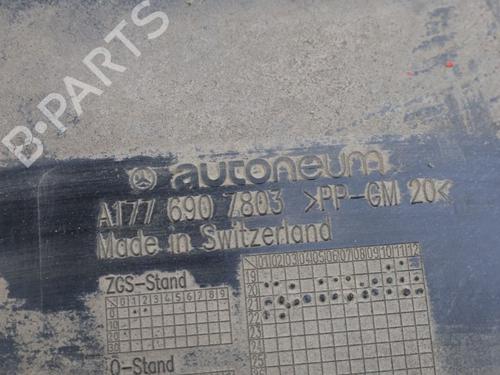 B-PARTS
autoneum
A177 690 7803 >PP-GM 20<
Made in Switzerland
ZGS-Stand
0 1 2 3 4 5 6 7 8 9
01 02 03 04 05 06 07 08 09 10 11 12
19
20
21
22
Q-Stand